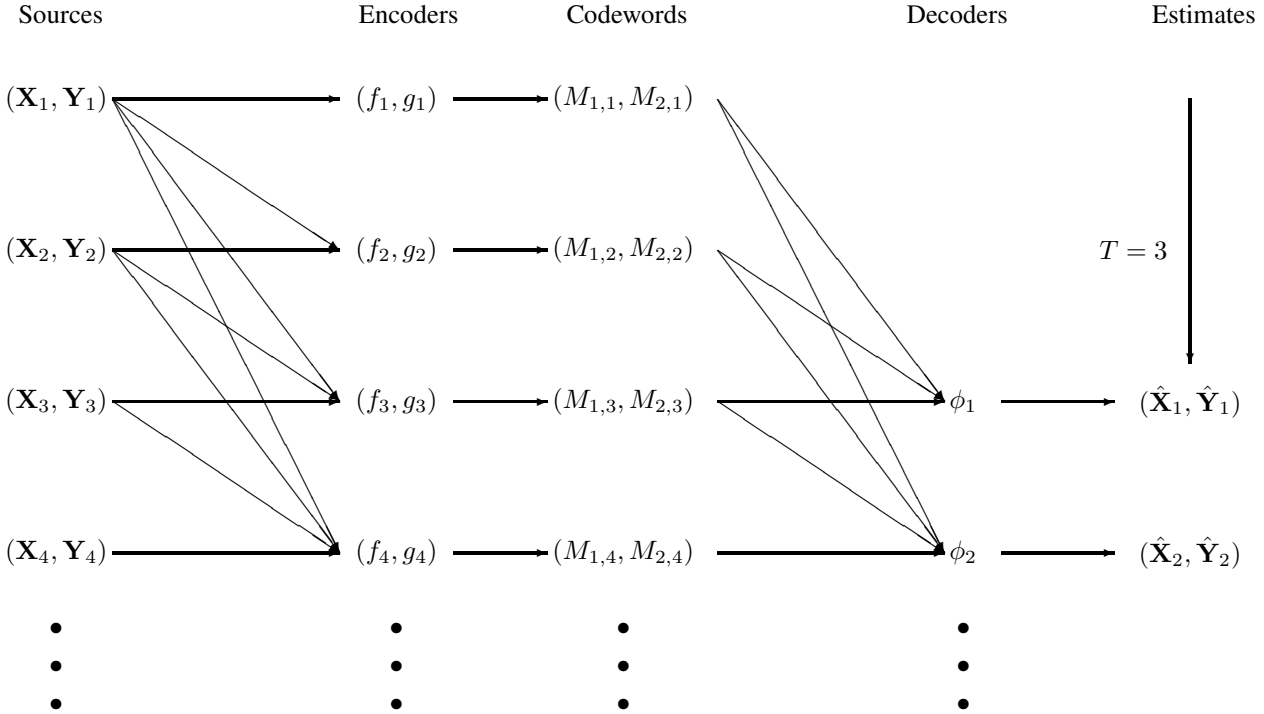 Sources Encoders Codewords Decoders Estimates
(X₁, Y₁) (f₁, g₁) (M₁,₁, M₂,₁)
(X₂, Y₂) (f₂, g₂) (M₁,₂, M₂,₂) T = 3
(X₃, Y₃) (f₃, g₃) (M₁,₃, M₂,₃) ϕ₁ (X̂₁, Ŷ₁)
(X₄, Y₄) (f₄, g₄) (M₁,₄, M₂,₄) ϕ₂ (X̂₂, Ŷ₂)